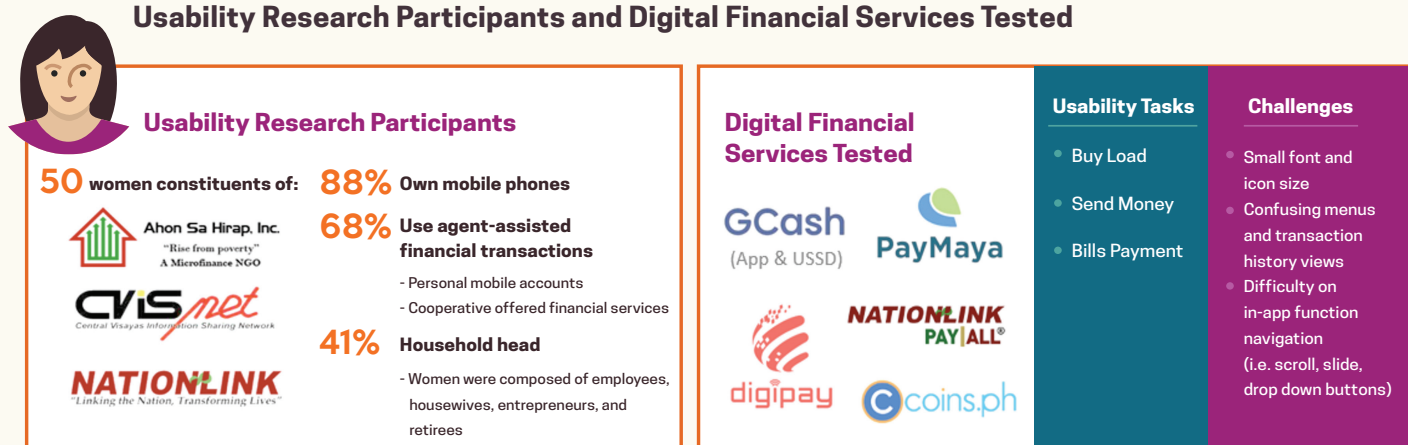 Usability Research Participants and Digital Financial Services Tested
Usability Research Participants
50 women constituents of:
Ahon Sa Hirap, Inc.
"Rise from poverty"
A Microfinance NGO
CViSnet
Central Visayas Information Sharing Network
NATIONLINK
"Linking the Nation, Transforming Lives"
88% Own mobile phones
68% Use agent-assisted
financial transactions
- Personal mobile accounts
- Cooperative offered financial services
41% Household head
- Women were composed of employees,
housewives, entrepreneurs, and
retirees
Digital Financial
Services Tested
GCash
(App & USSD)
PayMaya
digipay
NATIONLINK
PAY|ALL®
coins.ph
Usability Tasks
• Buy Load
• Send Money
• Bills Payment
Challenges
• Small font and
icon size
• Confusing menus
and transaction
history views
• Difficulty on
in-app function
navigation
(i.e. scroll, slide,
drop down buttons)